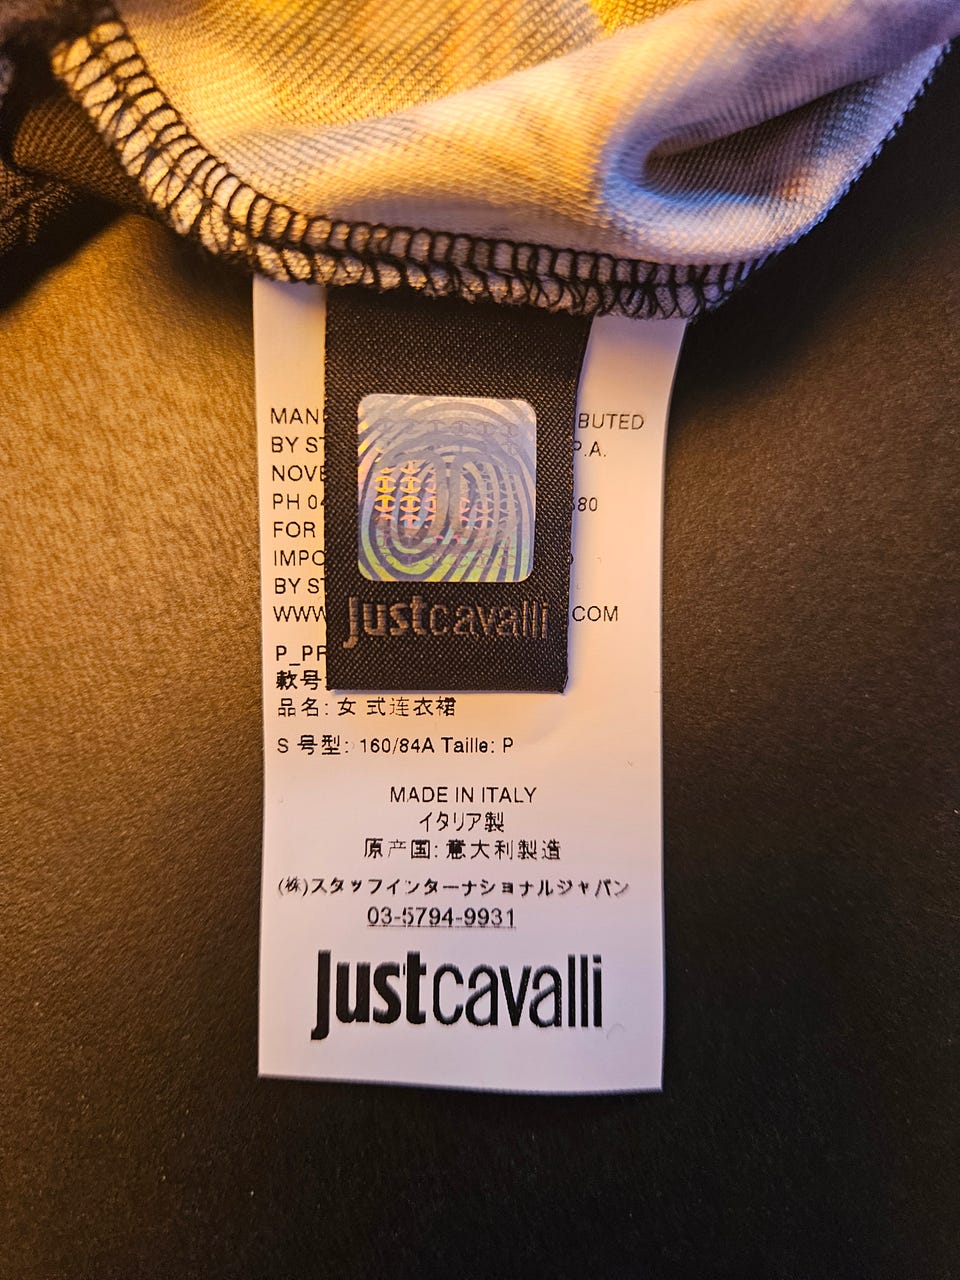 MAN BUTED
BY ST P.A.
NOVE
PH 04 80
FOR
IMPO
BY ST
WWW COM
justcavalli
P_PR
款号:
品名: 女 式连衣裙
S 号型: 160/84A Taille: P
MADE IN ITALY
イタリア製
原产国: 意大利製造
(株)スタッフインターナショナルジャパン
03-5794-9931
justcavalli